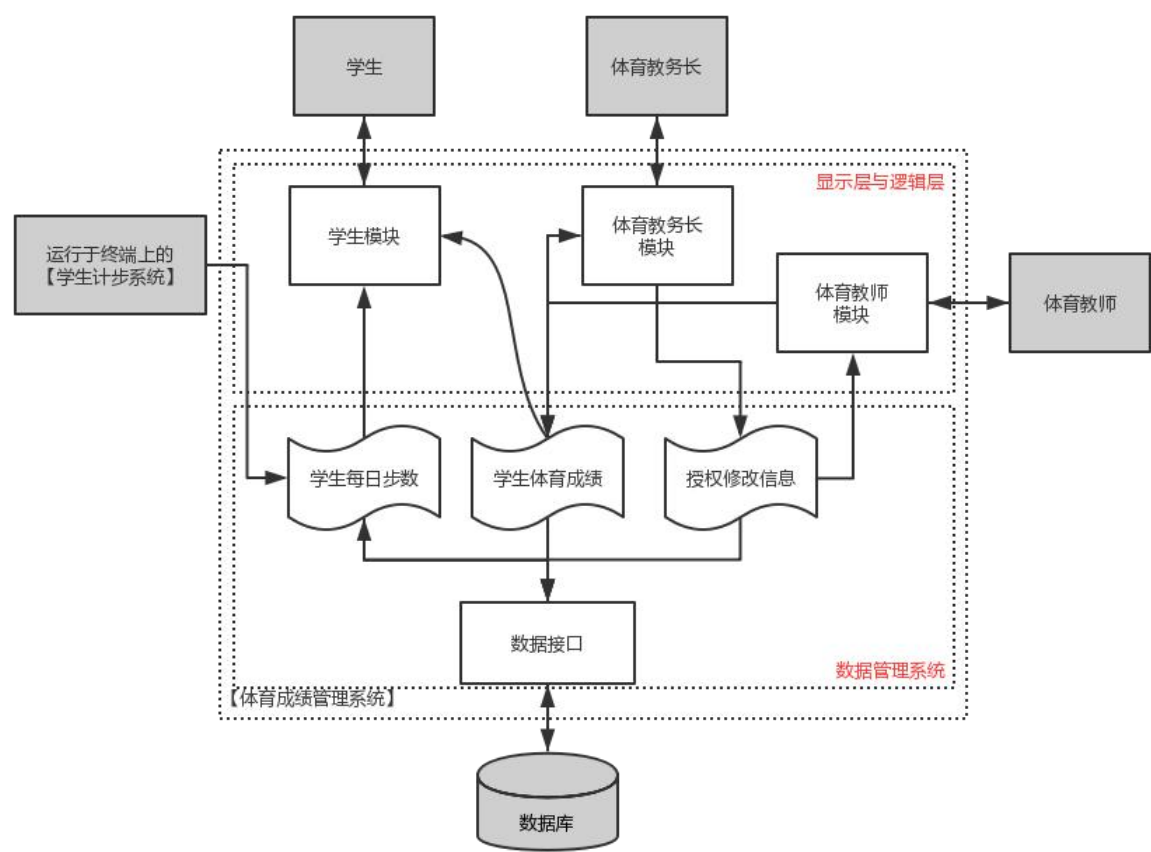 学生
体育教务长
显示层与逻辑层
学生模块
体育教务长
模块
运行于终端上的
【学生计步系统】
体育教师
模块
体育教师
学生每日步数
学生体育成绩
授权修改信息
数据接口
数据管理系统
【体育成绩管理系统】
数据库